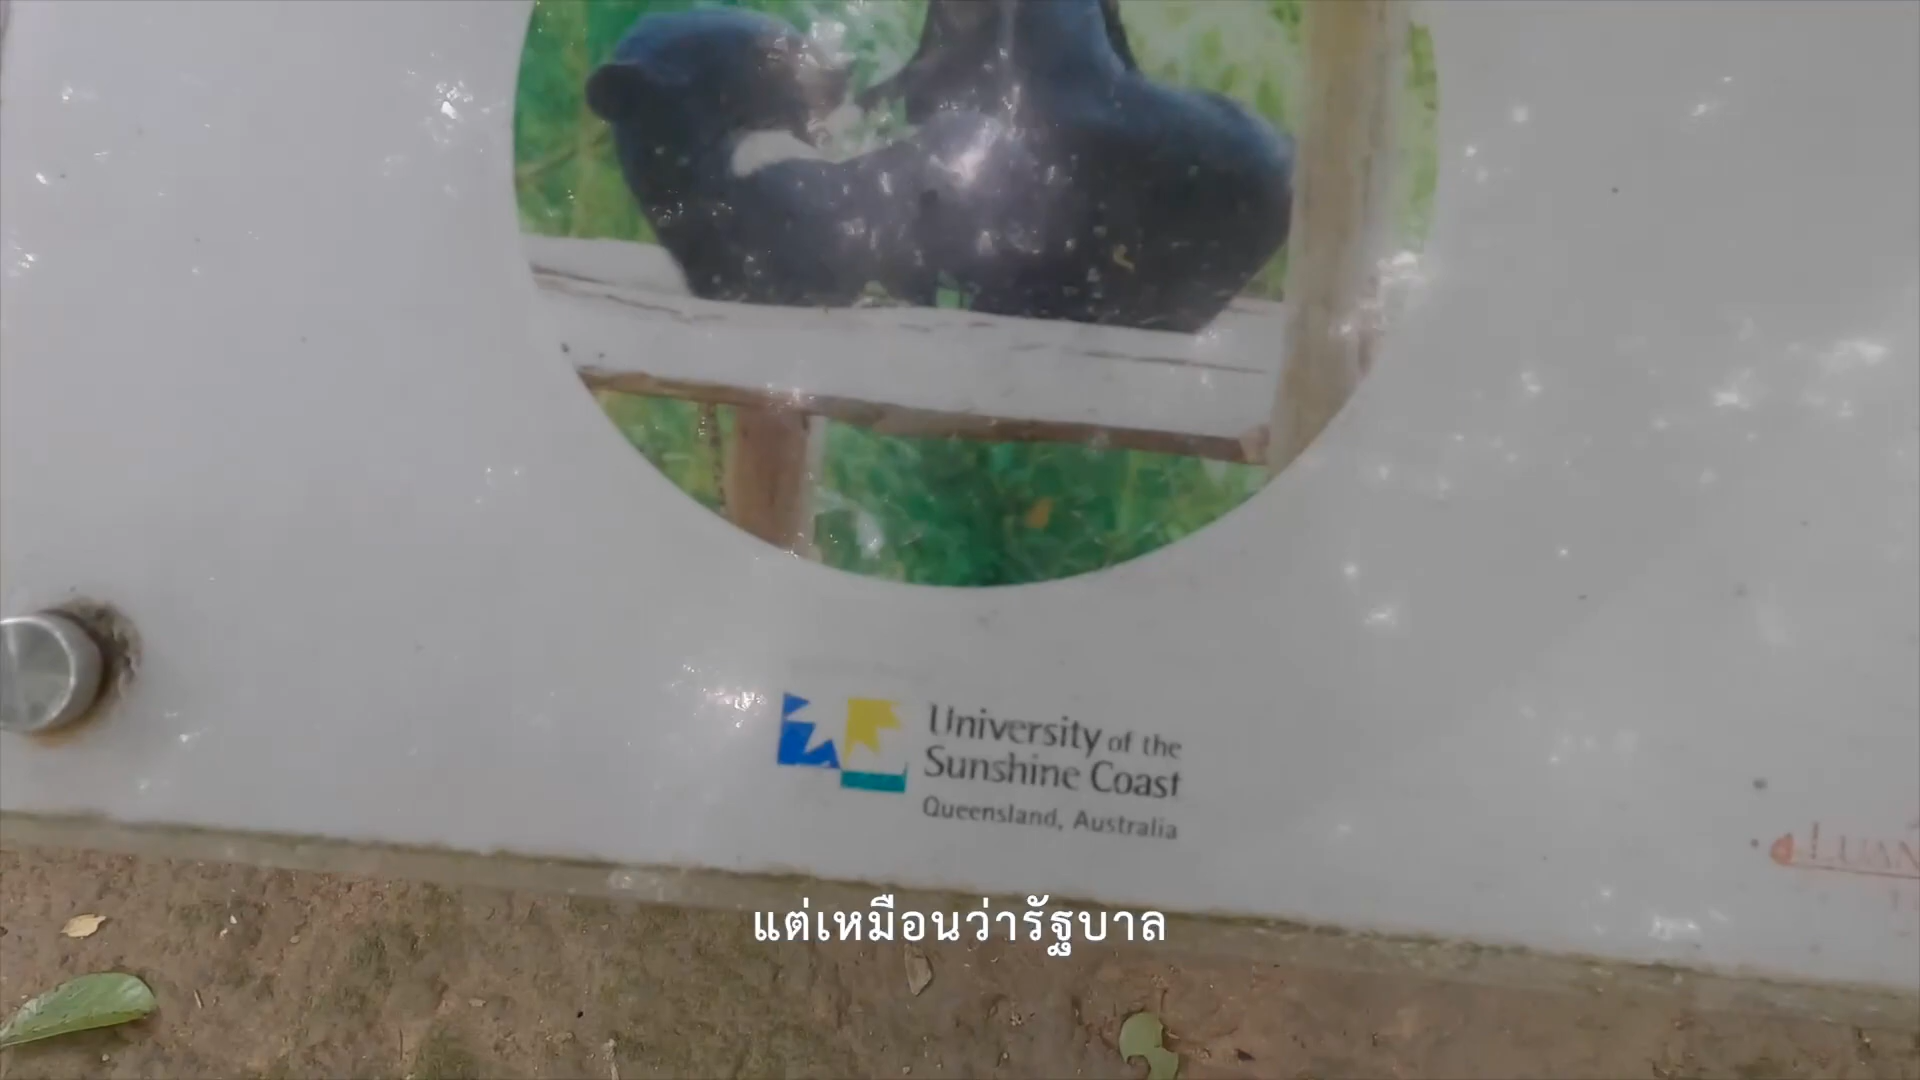 University of the
Sunshine Coast
Queensland, Australia
LUAN
แต่เหมือนว่ารัฐบาล